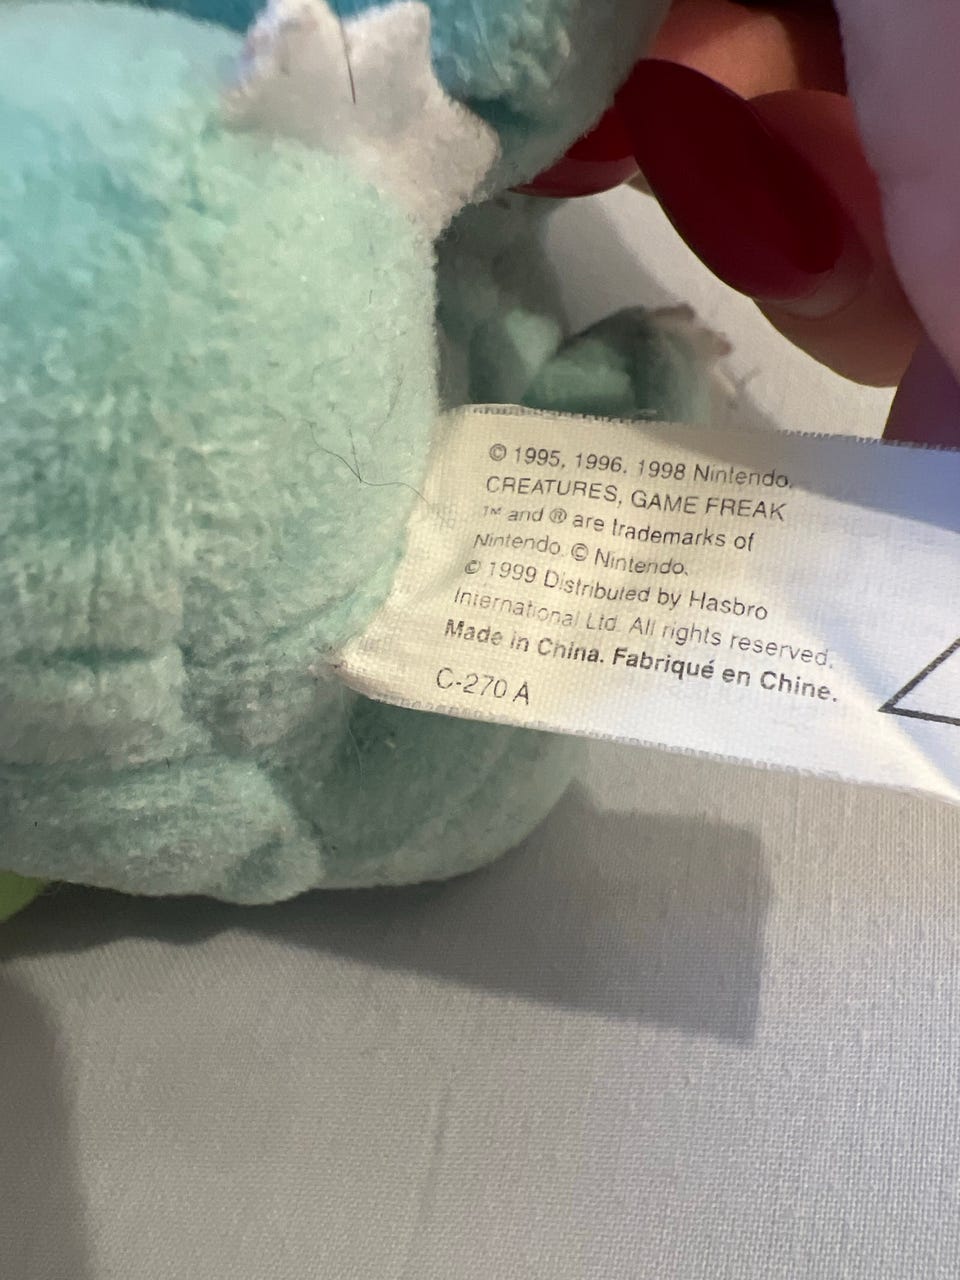 © 1995, 1996. 1998 Nintendo.
CREATURES, GAME FREAK
™ and ® are trademarks of
Nintendo. © Nintendo.
© 1999 Distributed by Hasbro
International Ltd. All rights reserved.
Made in China. Fabriqué en Chine.
C-270 A